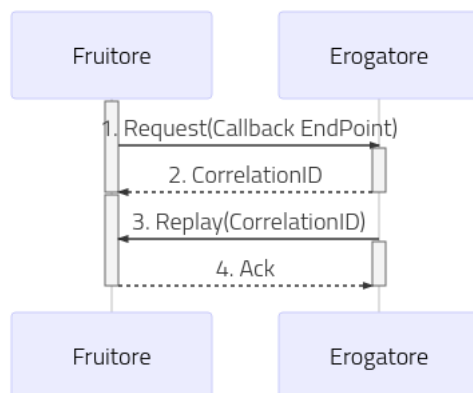 Fruitore Erogatore
1. Request(Callback EndPoint)
2. CorrelationID
3. Replay(CorrelationID)
4. Ack
Fruitore Erogatore